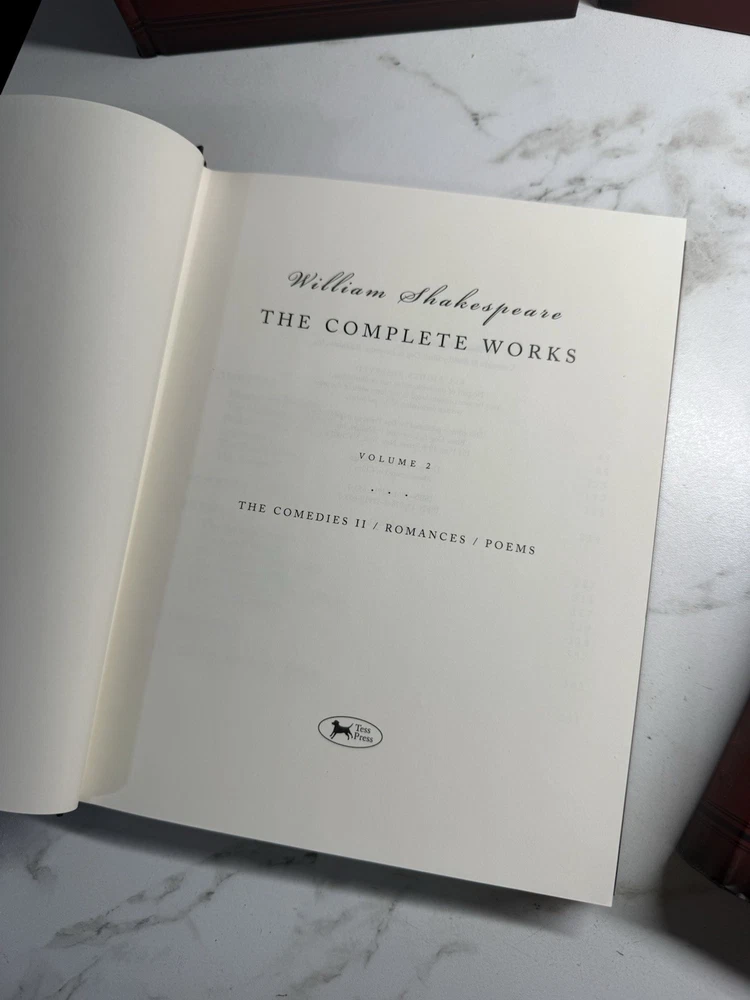 William Shakespeare
THE COMPLETE WORKS
VOLUME 2
. . .
THE COMEDIES II / ROMANCES / POEMS
Tess
Press